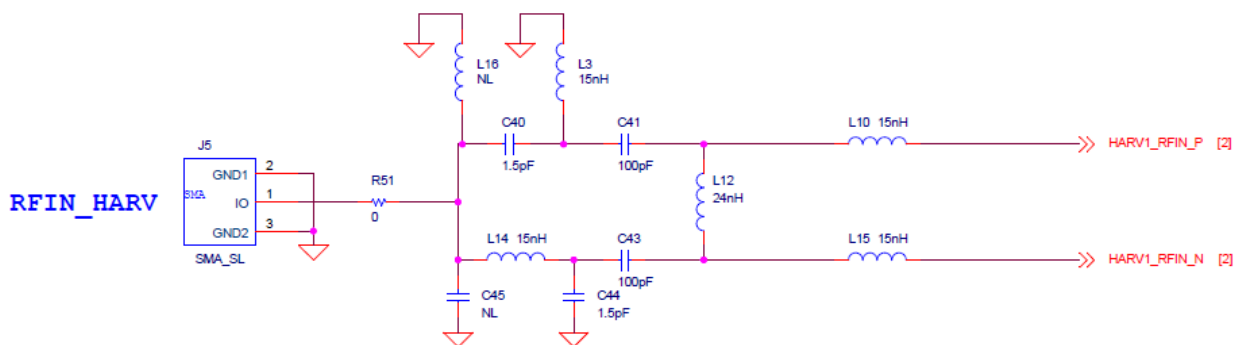 L16
NL
L3
15nH
C40
1.5pF
C41
100pF
L10 15nH
HARV1_RFIN_P [2]
J5
GND1
2
SMA
IO
1
GND2
3
SMA_SL
RFIN_HARV
R51
0
L12
24nH
L14 15nH
C43
100pF
L15 15nH
HARV1_RFIN_N [2]
C45
NL
C44
1.5pF